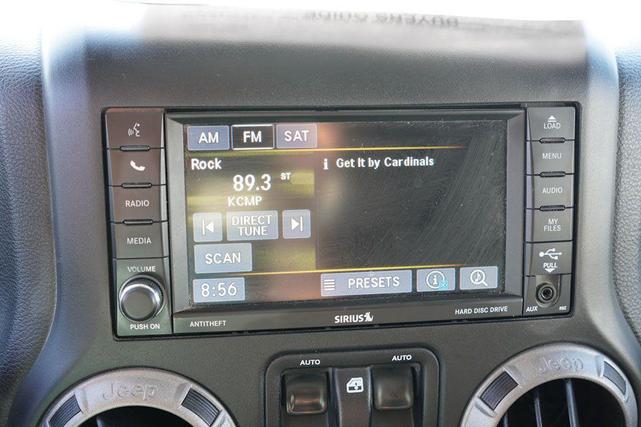 BUYERS GUIDE
LOAD
AM FM SAT
RADIO
MEDIA
VOLUME
PUSH ON
Rock
89.3 ST
KCMP
DIRECT
TUNE
SCAN
8:56
i Get It by Cardinals
PRESETS
MENU
AUDIO
MY
FILES
PULL
AUX
ANTITHEFT
SIRIUS
HARD DISC DRIVE
AUTO
AUTO
Jeep
Jeep